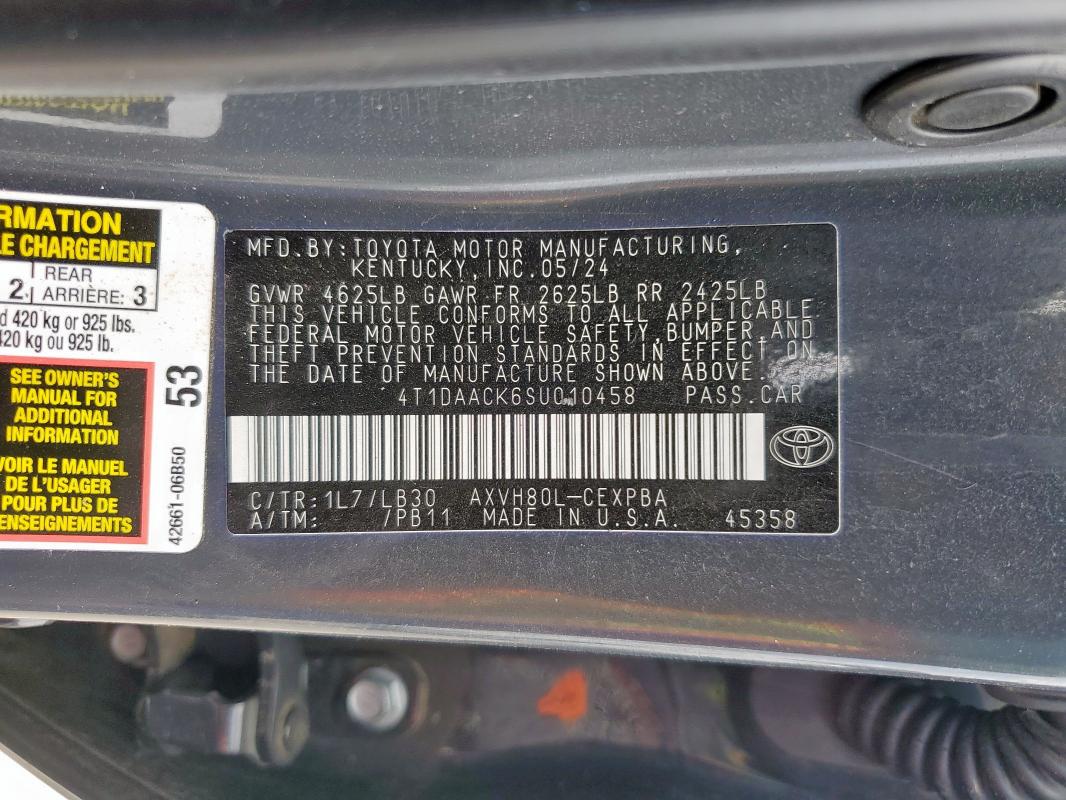 RMATION
LE CHARGEMENT
2 REAR
ARRIÈRE: 3
d 420 kg or 925 lbs.
420 kg ou 925 lb.
SEE OWNER'S
MANUAL FOR
ADDITIONAL
INFORMATION
VOIR LE MANUEL
DE L'USAGER
POUR PLUS DE
RENSEIGNEMENTS
53
42661-06B50
MFD.BY:TOYOTA MOTOR MANUFACTURING,
KENTUCKY,INC.05/24
GVWR 4625LB GAWR FR 2625LB RR 2425LB
THIS VEHICLE CONFORMS TO ALL APPLICABLE
FEDERAL MOTOR VEHICLE SAFETY,BUMPER,AND
THEFT PREVENTION STANDARDS IN EFFECT ON
THE DATE OF MANUFACTURE SHOWN ABOVE.
4T1DAACK6SU010458 PASS.CAR
C/TR:1L7/LB30 AXVH80L-CEXPBA
A/TM: /PB11 MADE IN U.S.A. 45358